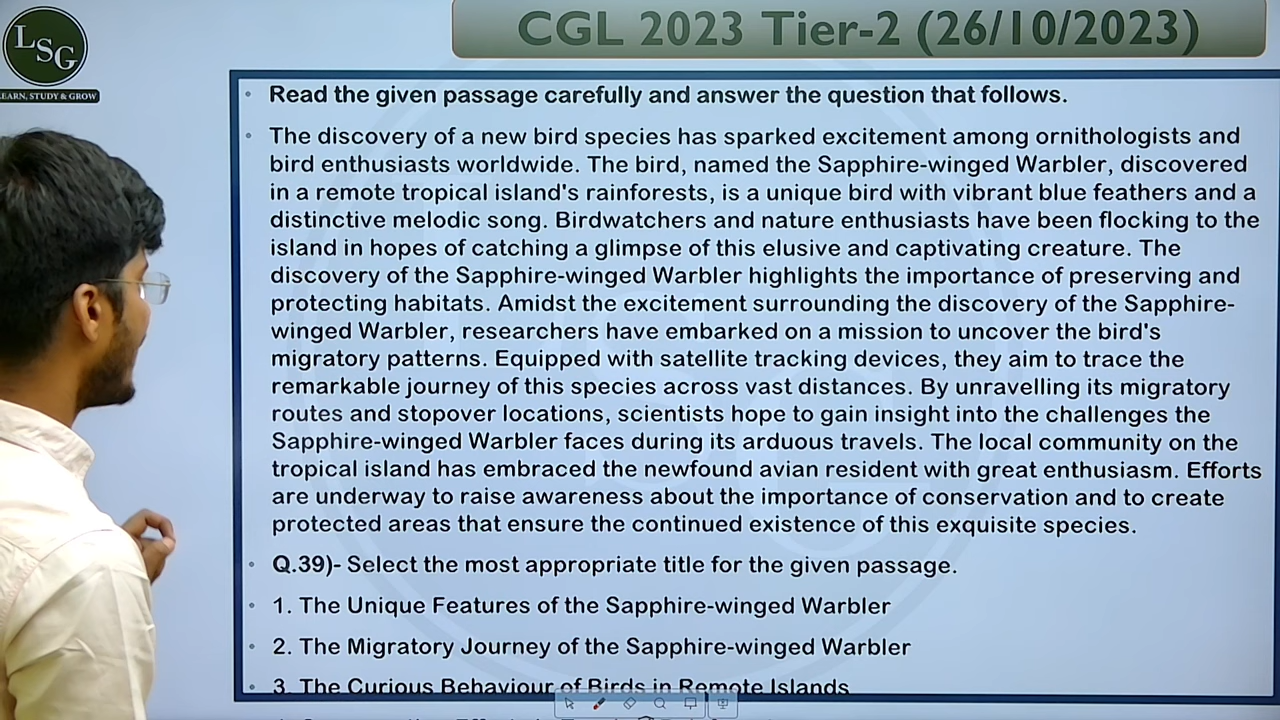 LSG
LEARN, STUDY & GROW
CGL 2023 Tier-2 (26/10/2023)
• Read the given passage carefully and answer the question that follows.
• The discovery of a new bird species has sparked excitement among ornithologists and
bird enthusiasts worldwide. The bird, named the Sapphire-winged Warbler, discovered
in a remote tropical island's rainforests, is a unique bird with vibrant blue feathers and a
distinctive melodic song. Birdwatchers and nature enthusiasts have been flocking to the
island in hopes of catching a glimpse of this elusive and captivating creature. The
discovery of the Sapphire-winged Warbler highlights the importance of preserving and
protecting habitats. Amidst the excitement surrounding the discovery of the Sapphire-
winged Warbler, researchers have embarked on a mission to uncover the bird's
migratory patterns. Equipped with satellite tracking devices, they aim to trace the
remarkable journey of this species across vast distances. By unravelling its migratory
routes and stopover locations, scientists hope to gain insight into the challenges the
Sapphire-winged Warbler faces during its arduous travels. The local community on the
tropical island has embraced the newfound avian resident with great enthusiasm. Efforts
are underway to raise awareness about the importance of conservation and to create
protected areas that ensure the continued existence of this exquisite species.
• Q.39)- Select the most appropriate title for the given passage.
• 1. The Unique Features of the Sapphire-winged Warbler
• 2. The Migratory Journey of the Sapphire-winged Warbler
• 3. The Curious Behaviour of Birds in Remote Islands